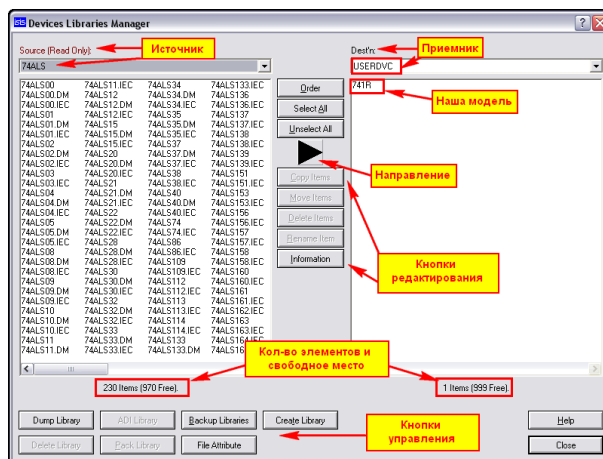 ISIS Devices Libraries Manager
Source (Read Only):
Источник
Dest'n:
Приемник
74ALS
USERDVC
74ALS00 74ALS11.IEC 74ALS34 74ALS133.IEC
74ALS00.DM 74ALS12 74ALS34.DM 74ALS136
74ALS00.IEC 74ALS12.DM 74ALS34.IEC 74ALS136.IEC
74ALS01 74ALS12.IEC 74ALS35 74ALS137
74ALS01.DM 74ALS15 74ALS35.DM 74ALS137.IEC
74ALS01.IEC 74ALS15.DM 74ALS35.IEC 74ALS138
74ALS02 74ALS15.IEC 74ALS37 74ALS138.IEC
74ALS02.DM 74ALS20 74ALS37.DM 74ALS139
74ALS02.IEC 74ALS20.DM 74ALS37.IEC 74ALS139.IEC
74ALS03 74ALS20.IEC 74ALS38 74ALS151
74ALS03.IEC 74ALS21 74ALS38.IEC 74ALS151.IEC
74ALS04 74ALS21.DM 74ALS40 74ALS153
74ALS04.DM 74ALS21.IEC 74ALS40.DM 74ALS153.IEC
74ALS04.IEC 74ALS22 74ALS40.IEC 74ALS156
74ALS05 74ALS22.DM 74ALS74 74ALS156.IEC
74ALS05.DM 74ALS22.IEC 74ALS74.IEC 74ALS157
74ALS05.IEC 74ALS28 74ALS86 74ALS157.IEC
74ALS08 74ALS28.DM 74ALS86.IEC 74ALS158
74ALS08.DM 74ALS28.IEC 74ALS109 74ALS158.IEC
74ALS08.IEC 74ALS30 74ALS109.IEC 74ALS160
74ALS09 74ALS30.DM 74ALS112 74ALS160.IEC
74ALS09.DM 74ALS30.IEC 74ALS112.IEC 74ALS161
74ALS09.IEC 74ALS32 74ALS113 74ALS161.IEC
74ALS10 74ALS32.DM 74ALS113.IEC 74ALS162.IEC
74ALS10.DM 74ALS32.IEC 74ALS114 74ALS163
74ALS10.IEC 74ALS33 74ALS114.IEC 74ALS163.IEC
74ALS11 74ALS33.DM 74ALS133
74ALS11.DM 74ALS33.IEC 74ALS133.DM
Order
Select All
Unselect All
Copy Items
Move Items
Delete Items
Rename Item
Information
741R
Наша модель
Направление
Кнопки
редактирования
Кол-во элементов и
свободное место
230 Items (970 Free).
1 Items (999 Free).
Dump Library
ADI Library
Backup Libraries
Create Library
Кнопки
управления
Help
Delete Library
Pack Library
File Attribute
Close